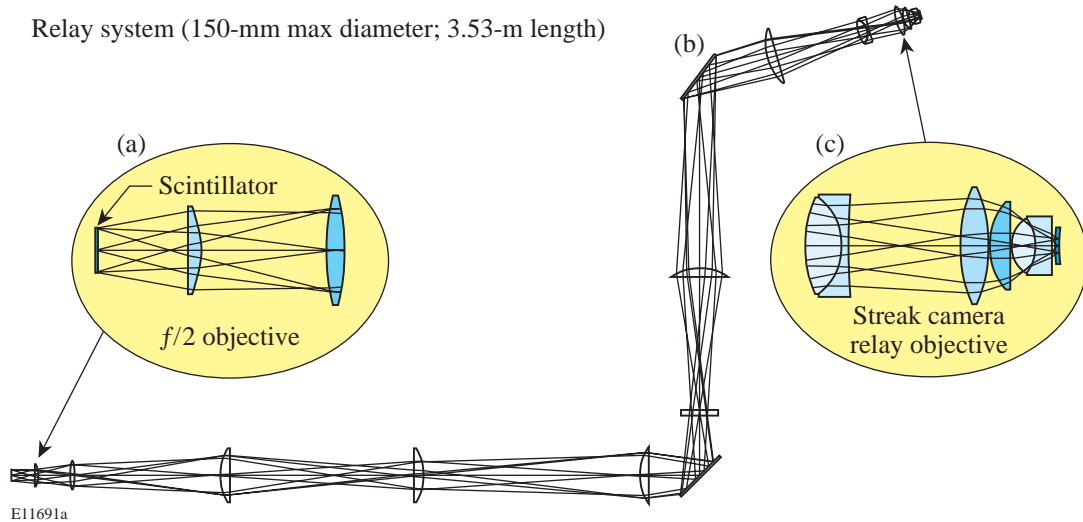 Relay system (150-mm max diameter; 3.53-m length)
(b)
(a)
Scintillator
ƒ/2 objective
(c)
Streak camera
relay objective
E11691a